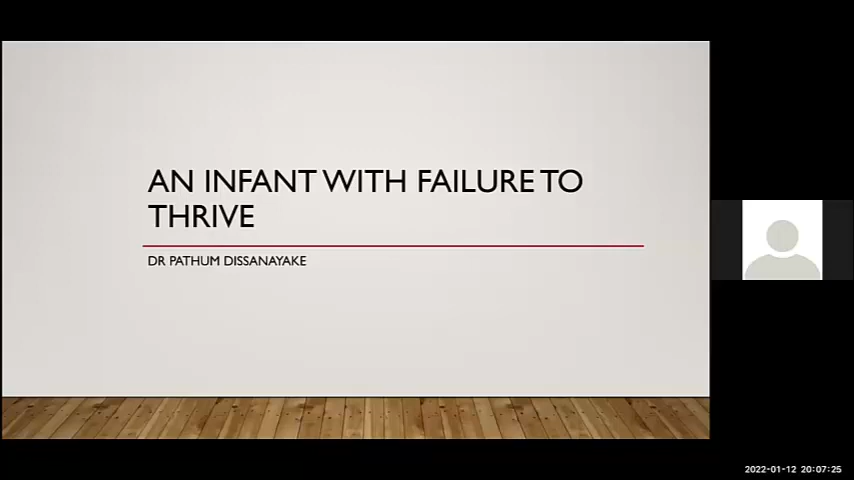 AN INFANT WITH FAILURE TO
THRIVE
DR PATHUM DISSANAYAKE
2022-01-12 20:07:25